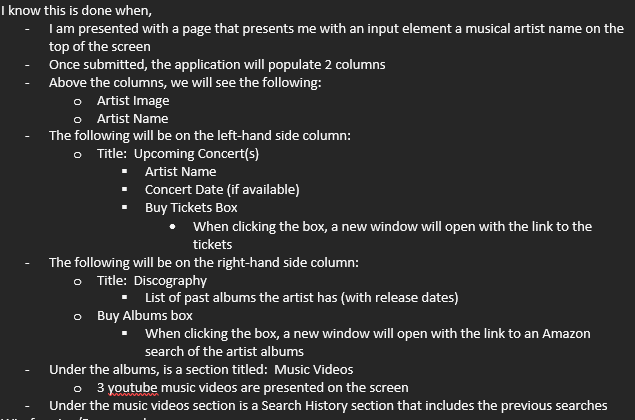 I know this is done when,
- I am presented with a page that presents me with an input element a musical artist name on the
top of the screen
- Once submitted, the application will populate 2 columns
- Above the columns, we will see the following:
o Artist Image
o Artist Name
- The following will be on the left-hand side column:
o Title: Upcoming Concert(s)
▪ Artist Name
▪ Concert Date (if available)
▪ Buy Tickets Box
• When clicking the box, a new window will open with the link to the
tickets
- The following will be on the right-hand side column:
o Title: Discography
▪ List of past albums the artist has (with release dates)
o Buy Albums box
▪ When clicking the box, a new window will open with the link to an Amazon
search of the artist albums
- Under the albums, is a section titled: Music Videos
o 3 youtube music videos are presented on the screen
- Under the music videos section is a Search History section that includes the previous searches